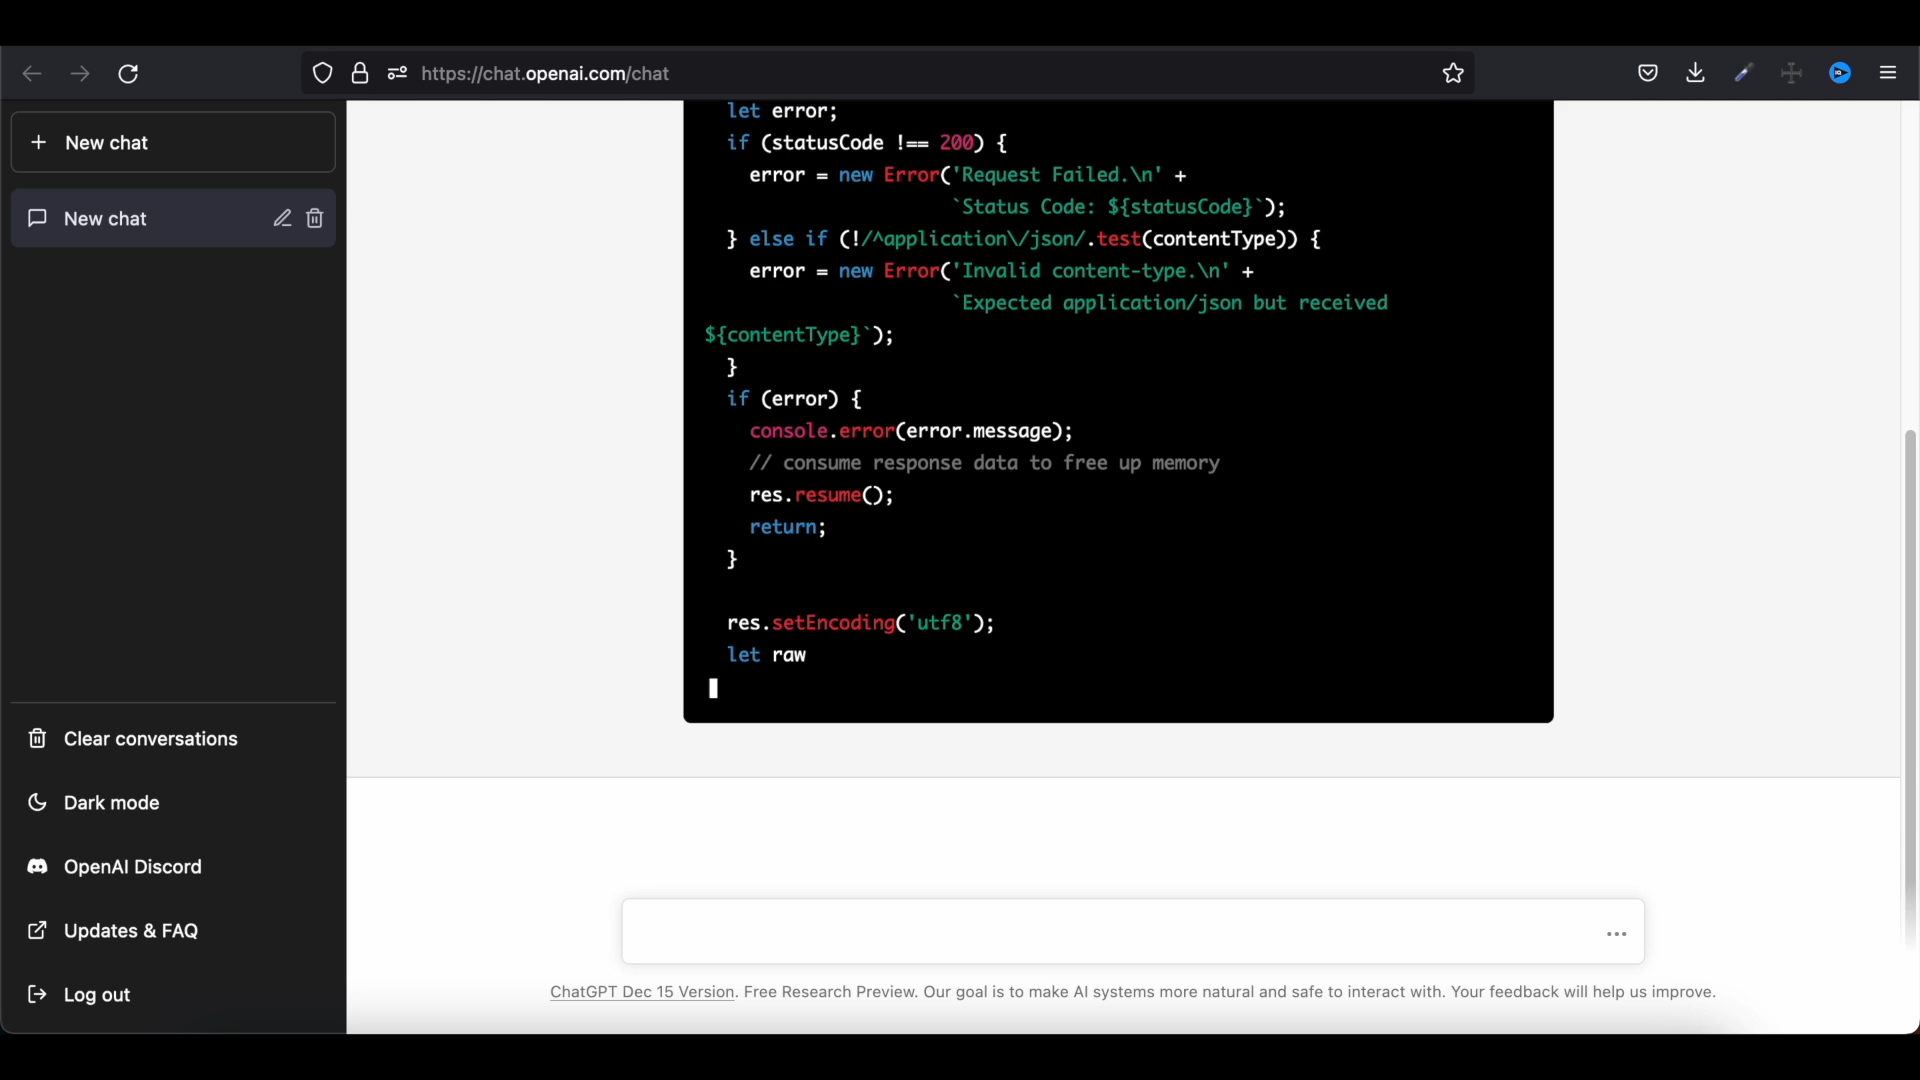 https://chat.openai.com/chat
New chat
New chat
Clear conversations
Dark mode
OpenAI Discord
Updates & FAQ
Log out
let error;
if (statusCode !== 200) {
error = new Error('Request Failed.\n' +
`Status Code: ${statusCode}`);
} else if (!/^application\/json/.test(contentType)) {
error = new Error('Invalid content-type.\n' +
`Expected application/json but received
${contentType}`);
}
if (error) {
console.error(error.message);
// consume response data to free up memory
res.resume();
return;
}
res.setEncoding('utf8');
let raw
ChatGPT Dec 15 Version. Free Research Preview. Our goal is to make AI systems more natural and safe to interact with. Your feedback will help us improve.